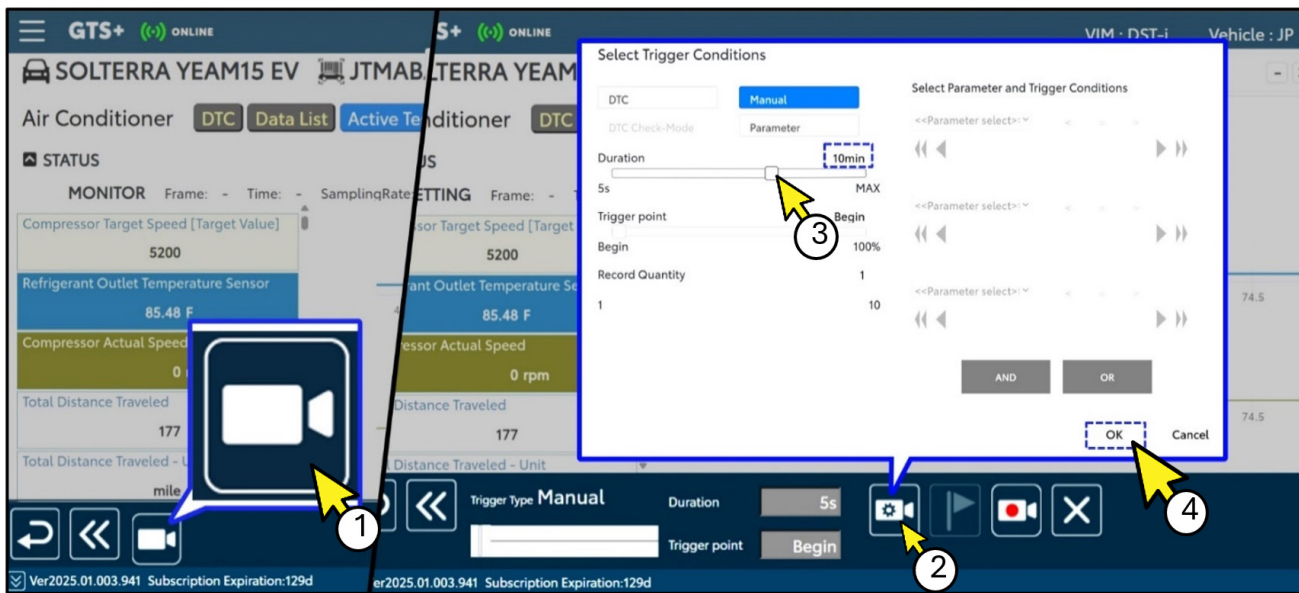 GTS+ ONLINE
SOLTERRA YEAM15 EV JTMAB
Air Conditioner DTC Data List Active Te
STATUS
MONITOR Frame: - Time: - SamplingRate
Compressor Target Speed [Target Value]
5200
Refrigerant Outlet Temperature Sensor
85.48 F
Compressor Actual Speed
0
Total Distance Traveled
177
Total Distance Traveled - U
mile
1
Ver2025.01.003.941 Subscription Expiration:129d
S+ ONLINE
VIM : DST-i Vehicle : JP
LTERRA YEAM
nditioner DTC
US
ETTING Frame: -
sor Target Speed [Target
5200
rant Outlet Temperature Se
85.48 F
essor Actual Speed
0 rpm
Distance Traveled
177
l Distance Traveled - Unit
74.5
74.5
Select Trigger Conditions
DTC Manual
DTC Check-Mode Parameter
Duration 10min
5s MAX
3
Trigger point Begin
Begin 100%
Record Quantity 1
1 10
Select Parameter and Trigger Conditions
<<Parameter select>
<<Parameter select>
<<Parameter select>
AND OR
OK Cancel
4
Trigger Type Manual
Duration 5s
Trigger point Begin
2
er2025.01.003.941 Subscription Expiration:129d